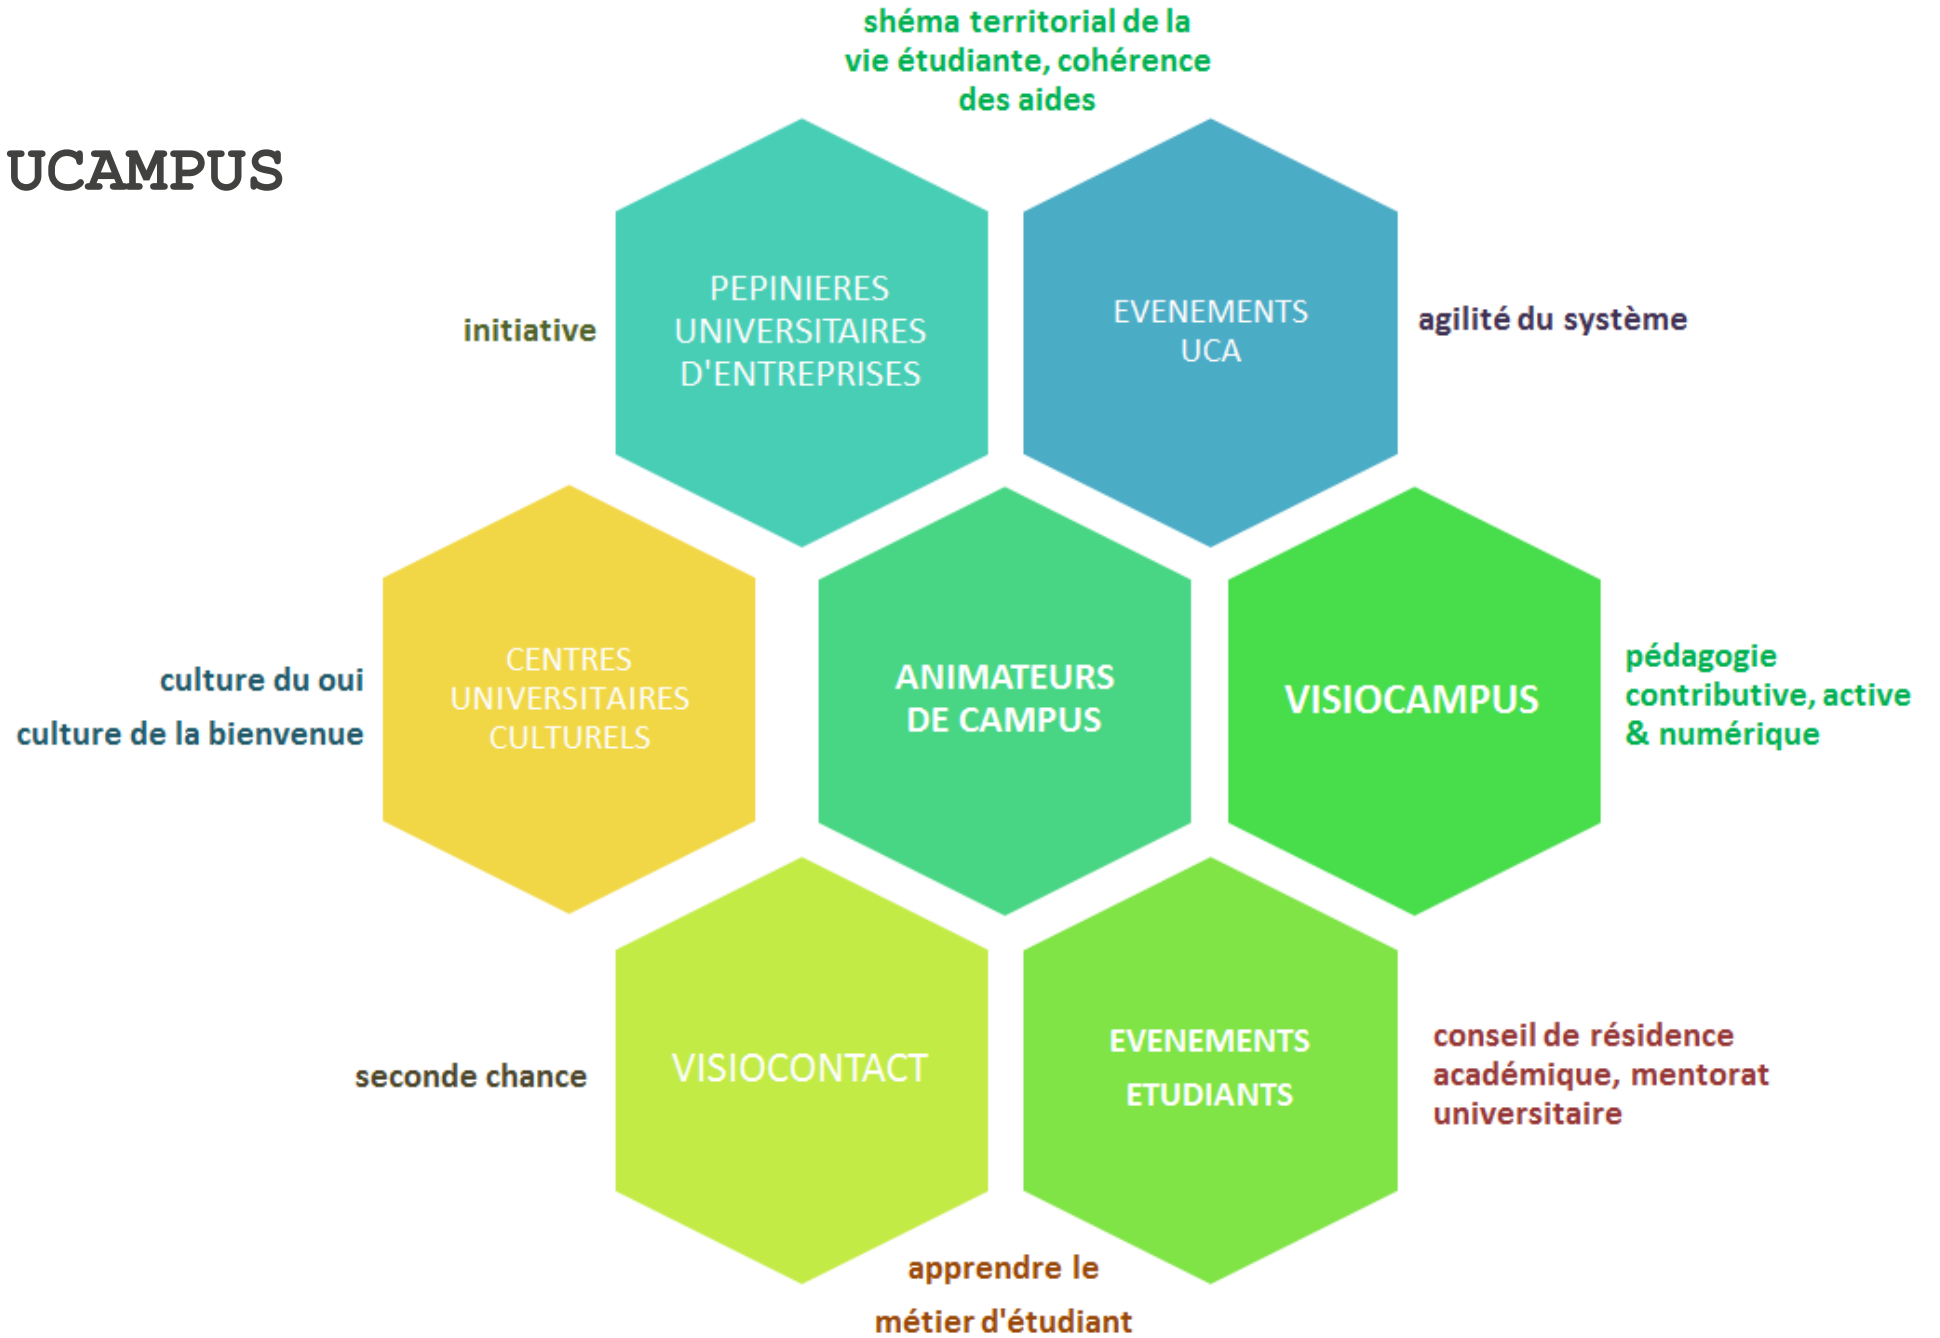 shéma territorial de la
vie étudiante, cohérence
des aides
UCAMPUS
initiative
PEPINIERES
UNIVERSITAIRES
D'ENTREPRISES
EVENEMENTS
UCA
agilité du système
culture du oui
culture de la bienvenue
CENTRES
UNIVERSITAIRES
CULTURELS
ANIMATEURS
DE CAMPUS
VISIOCAMPUS
pédagogie
contributive, active
& numérique
seconde chance
VISIOCONTACT
EVENEMENTS
ETUDIANTS
conseil de résidence
académique, mentorat
universitaire
apprendre le
métier d'étudiant